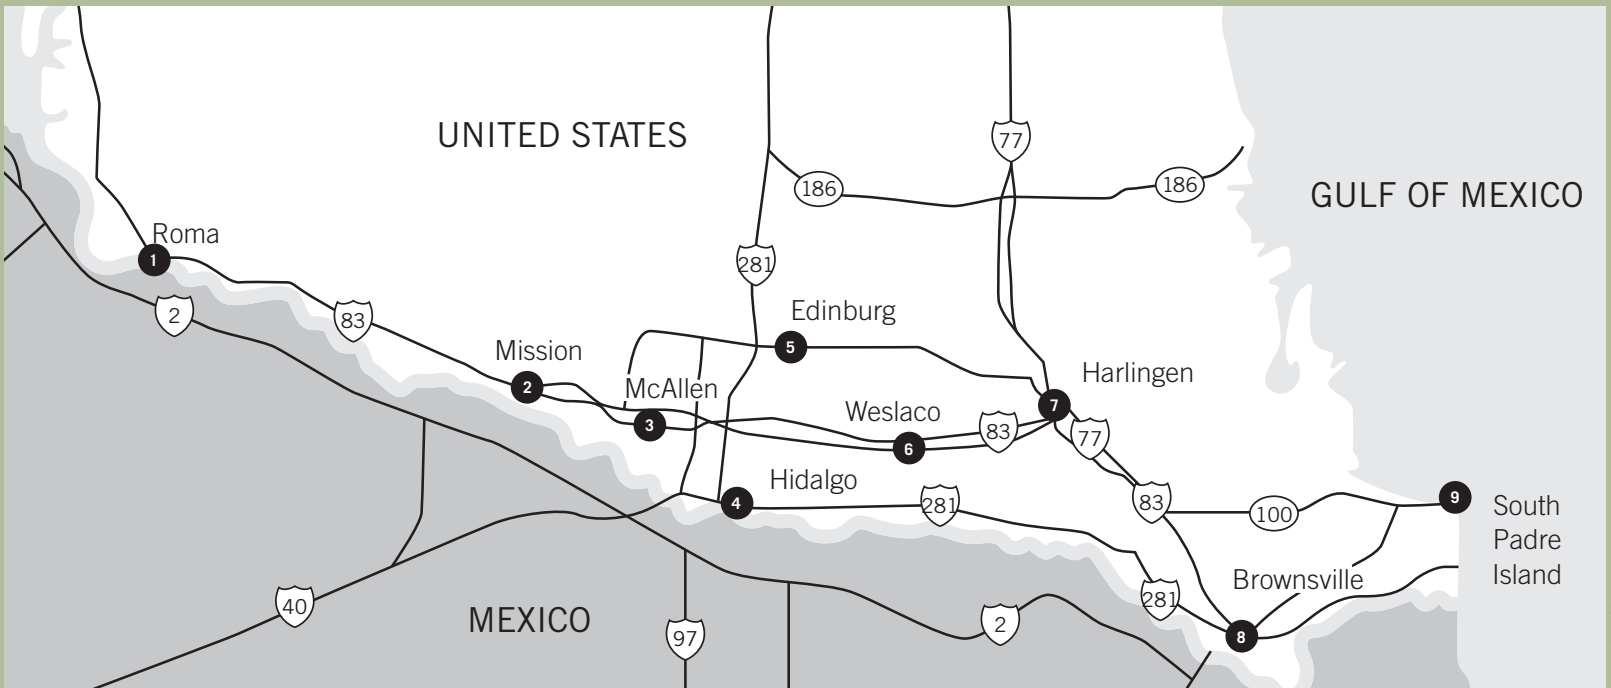 UNITED STATES
77
186
186
GULF OF MEXICO
Roma
1
281
2
83
Edinburg
5
Mission
2
McAllen
3
Harlingen
7
Weslaco
6
83
77
Hidalgo
4
281
83
100
9
South
Padre
Island
Brownsville
8
281
40
MEXICO
97
2